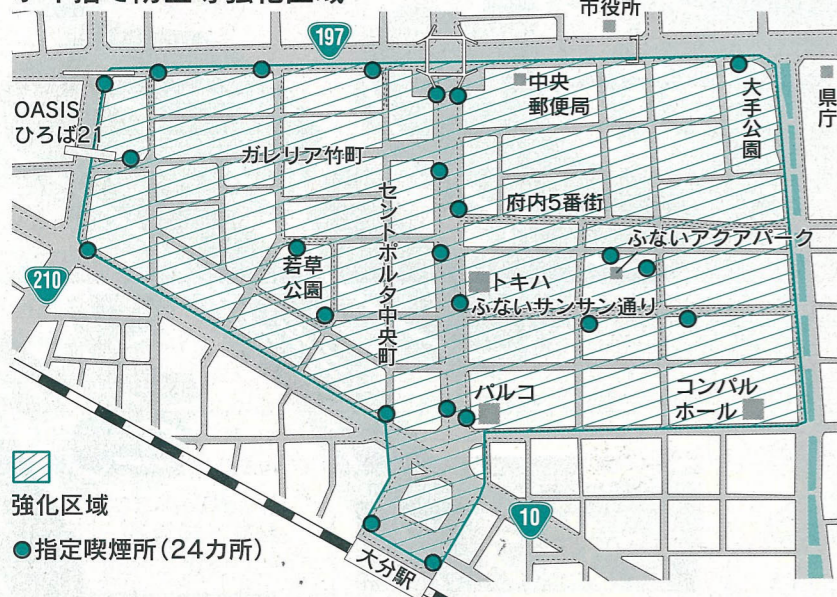 197
市役所
OASIS
ひろば21
中央
郵便局
大手公園
県庁
ガレリア竹町
セントポルタ中央町
府内5番街
ふないアクアパーク
若草
公園
トキハ
ふないサンサン通り
210
パルコ
コンパル
ホール
強化区域
指定喫煙所(24カ所)
10
大分駅